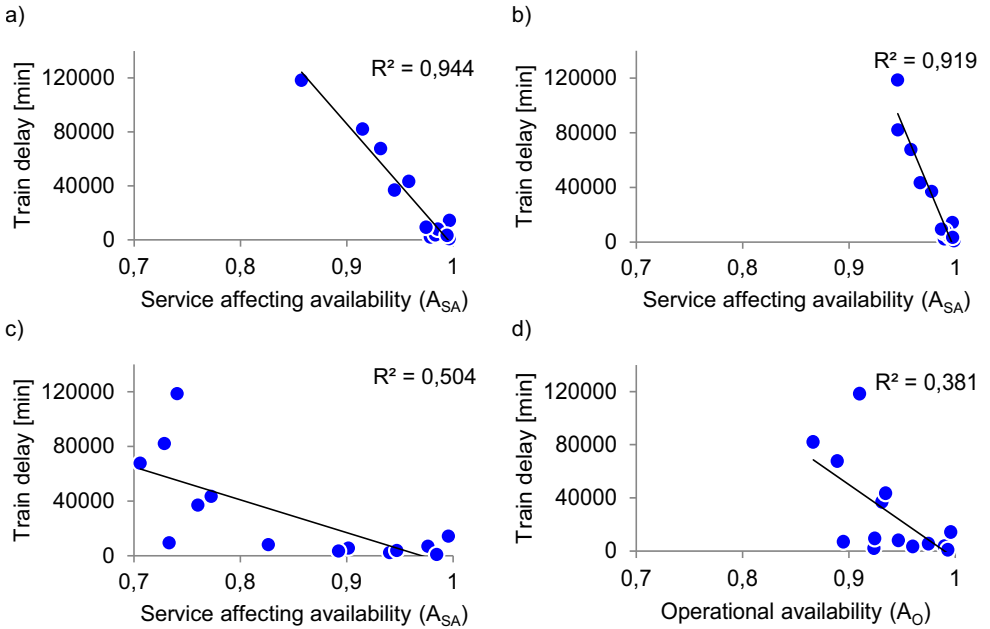 a)
R² = 0,944
Train delay [min]
120000
80000
40000
0
0,7
0,8
0,9
1
Service affecting availability (A_SA)
b)
R² = 0,919
Train delay [min]
120000
80000
40000
0
0,7
0,8
0,9
1
Service affecting availability (A_SA)
c)
R² = 0,504
Train delay [min]
120000
80000
40000
0
0,7
0,8
0,9
1
Service affecting availability (A_SA)
d)
R² = 0,381
Train delay [min]
120000
80000
40000
0
0,7
0,8
0,9
1
Operational availability (A_O)